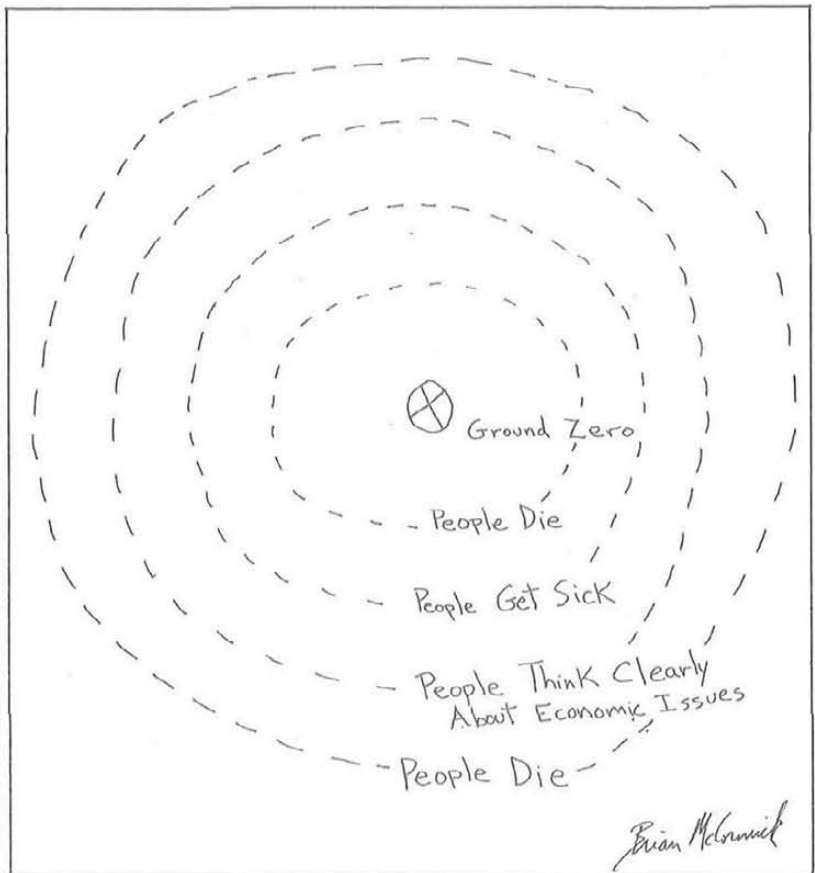 Ground Zero
People Die
People Get Sick
People Think Clearly
About Economic Issues
People Die
Brian McCormick